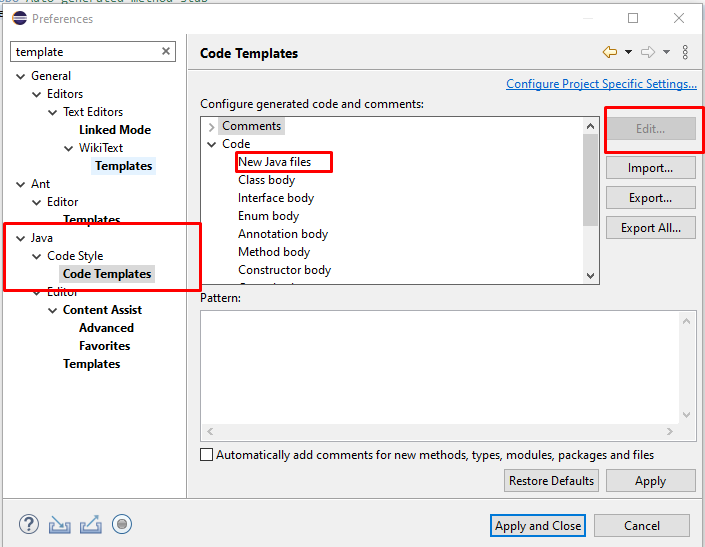 Auto-generated method stub
Preferences
template
General
Editors
Text Editors
Linked Mode
WikiText
Templates
Ant
Editor
Templates
Java
Code Style
Code Templates
Editor
Content Assist
Advanced
Favorites
Templates
Code Templates
Configure Project Specific Settings...
Configure generated code and comments:
Comments
Code
New Java files
Class body
Interface body
Enum body
Annotation body
Method body
Constructor body
Edit...
Import...
Export...
Export All...
Pattern:
Automatically add comments for new methods, types, modules, packages and files
Restore Defaults
Apply
Apply and Close
Cancel